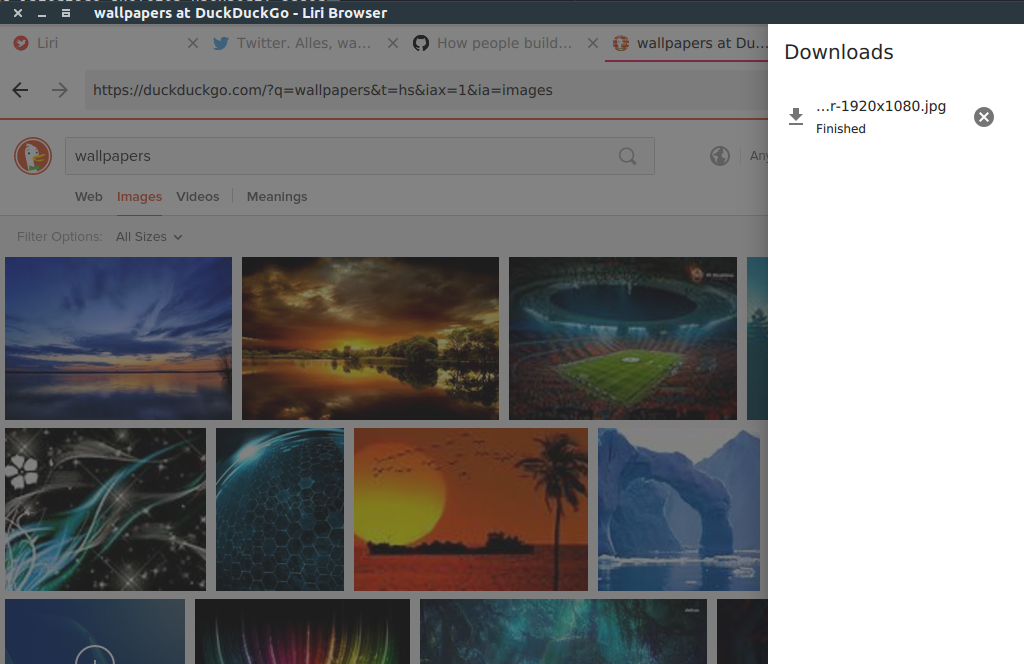 wallpapers at DuckDuckGo - Liri Browser
Liri
Twitter. Alles, wa...
How people build...
wallpapers at Du...
https://duckduckgo.com/?q=wallpapers&t=hs&iax=1&ia=images
wallpapers
Any
Web Images Videos Meanings
Filter Options: All Sizes
Downloads
...r-1920x1080.jpg
Finished